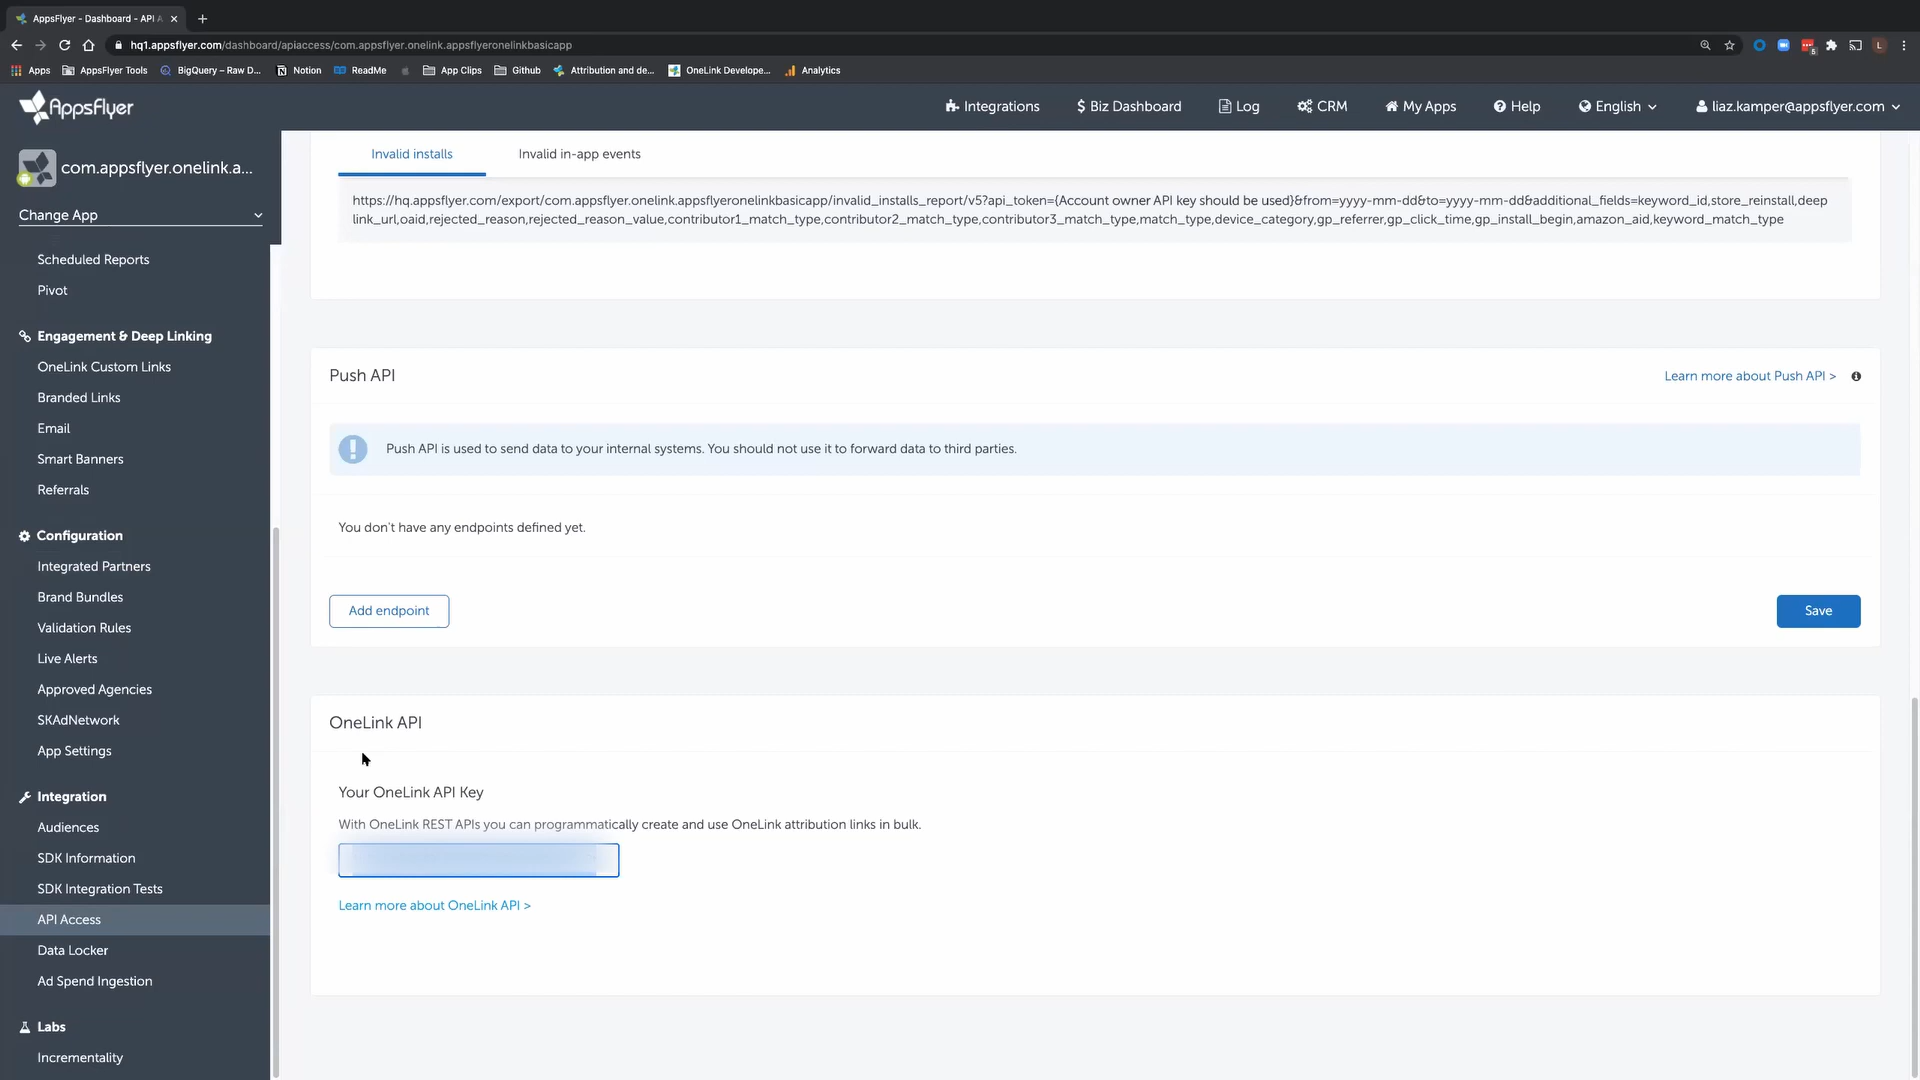 AppsFlyer - Dashboard - API A
hq1.appsflyer.com/dashboard/apiaccess/com.appsflyer.onelink.appsflyeronelinkbasicapp
Apps
AppsFlyer Tools
BigQuery – Raw D...
Notion
ReadMe
App Clips
Github
Attribution and de...
OneLink Develope...
Analytics
AppsFlyer
Integrations
$ Biz Dashboard
Log
CRM
My Apps
Help
English
liaz.kamper@appsflyer.com
com.appsflyer.onelink.a...
Change App
Scheduled Reports
Pivot
Engagement & Deep Linking
OneLink Custom Links
Branded Links
Email
Smart Banners
Referrals
Configuration
Integrated Partners
Brand Bundles
Validation Rules
Live Alerts
Approved Agencies
SKAdNetwork
App Settings
Integration
Audiences
SDK Information
SDK Integration Tests
API Access
Data Locker
Ad Spend Ingestion
Labs
Incrementality
Invalid installs
Invalid in-app events
https://hq.appsflyer.com/export/com.appsflyer.onelink.appsflyeronelinkbasicapp/invalid_installs_report/v5?api_token={Account owner API key should be used}&from=yyyy-mm-dd&to=yyyy-mm-dd&additional_fields=keyword_id,store_reinstall,deep
link_url,oaid,rejected_reason,rejected_reason_value,contributor1_match_type,contributor2_match_type,contributor3_match_type,match_type,device_category,gp_referrer,gp_click_time,gp_install_begin,amazon_aid,keyword_match_type
Push API
Learn more about Push API >
Push API is used to send data to your internal systems. You should not use it to forward data to third parties.
You don't have any endpoints defined yet.
Add endpoint
Save
OneLink API
Your OneLink API Key
With OneLink REST APIs you can programmatically create and use OneLink attribution links in bulk.
Learn more about OneLink API >